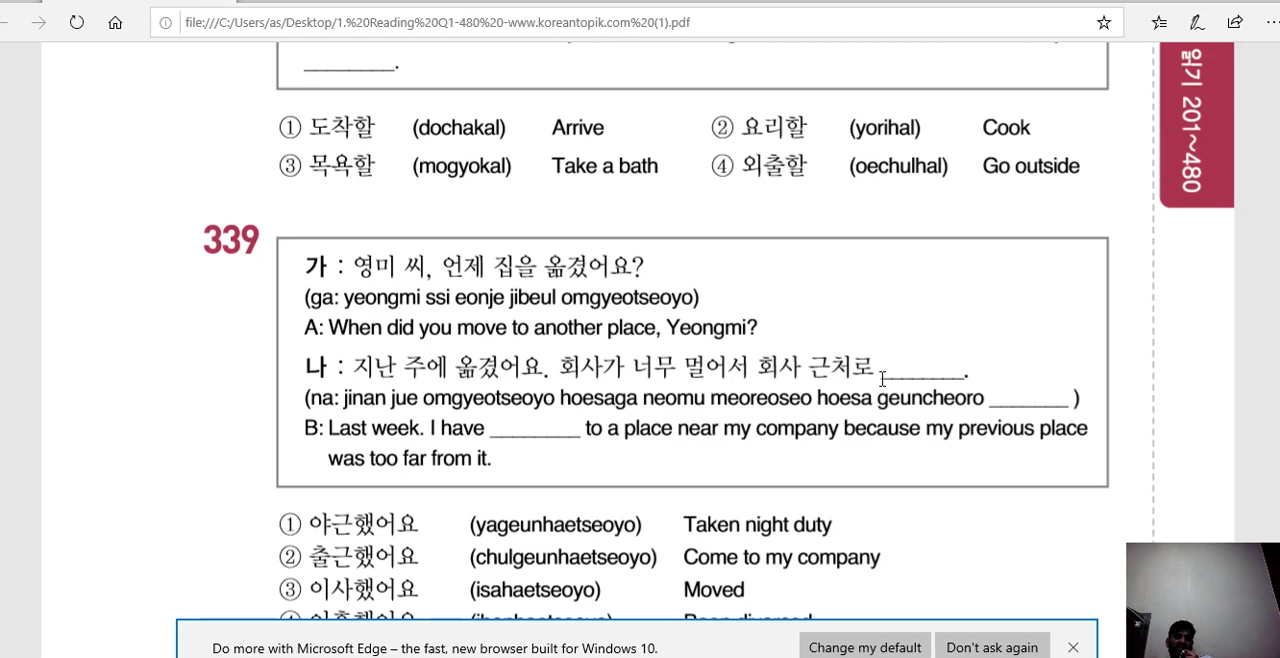 file:///C:/Users/as/Desktop/1.%20Reading%20Q1-480%20-www.koreantopik.com%20(1).pdf
읽기 201~480
________.
① 도착할 (dochakal) Arrive ② 요리할 (yorihal) Cook
③ 목욕할 (mogyokal) Take a bath ④ 외출할 (oechulhal) Go outside
339
가 : 영미 씨, 언제 집을 옮겼어요?
(ga: yeongmi ssi eonje jibeul omgyeotseoyo)
A: When did you move to another place, Yeongmi?
나 : 지난 주에 옮겼어요. 회사가 너무 멀어서 회사 근처로 ________.
(na: jinan jue omgyeotseoyo hoesaga neomu meoreoseo hoesa geuncheoro _______ )
B: Last week. I have ________ to a place near my company because my previous place
was too far from it.
① 야근했어요 (yageunhaetseoyo) Taken night duty
② 출근했어요 (chulgeunhaetseoyo) Come to my company
③ 이사했어요 (isahaetseoyo) Moved
Do more with Microsoft Edge – the fast, new browser built for Windows 10.
Change my default Don't ask again